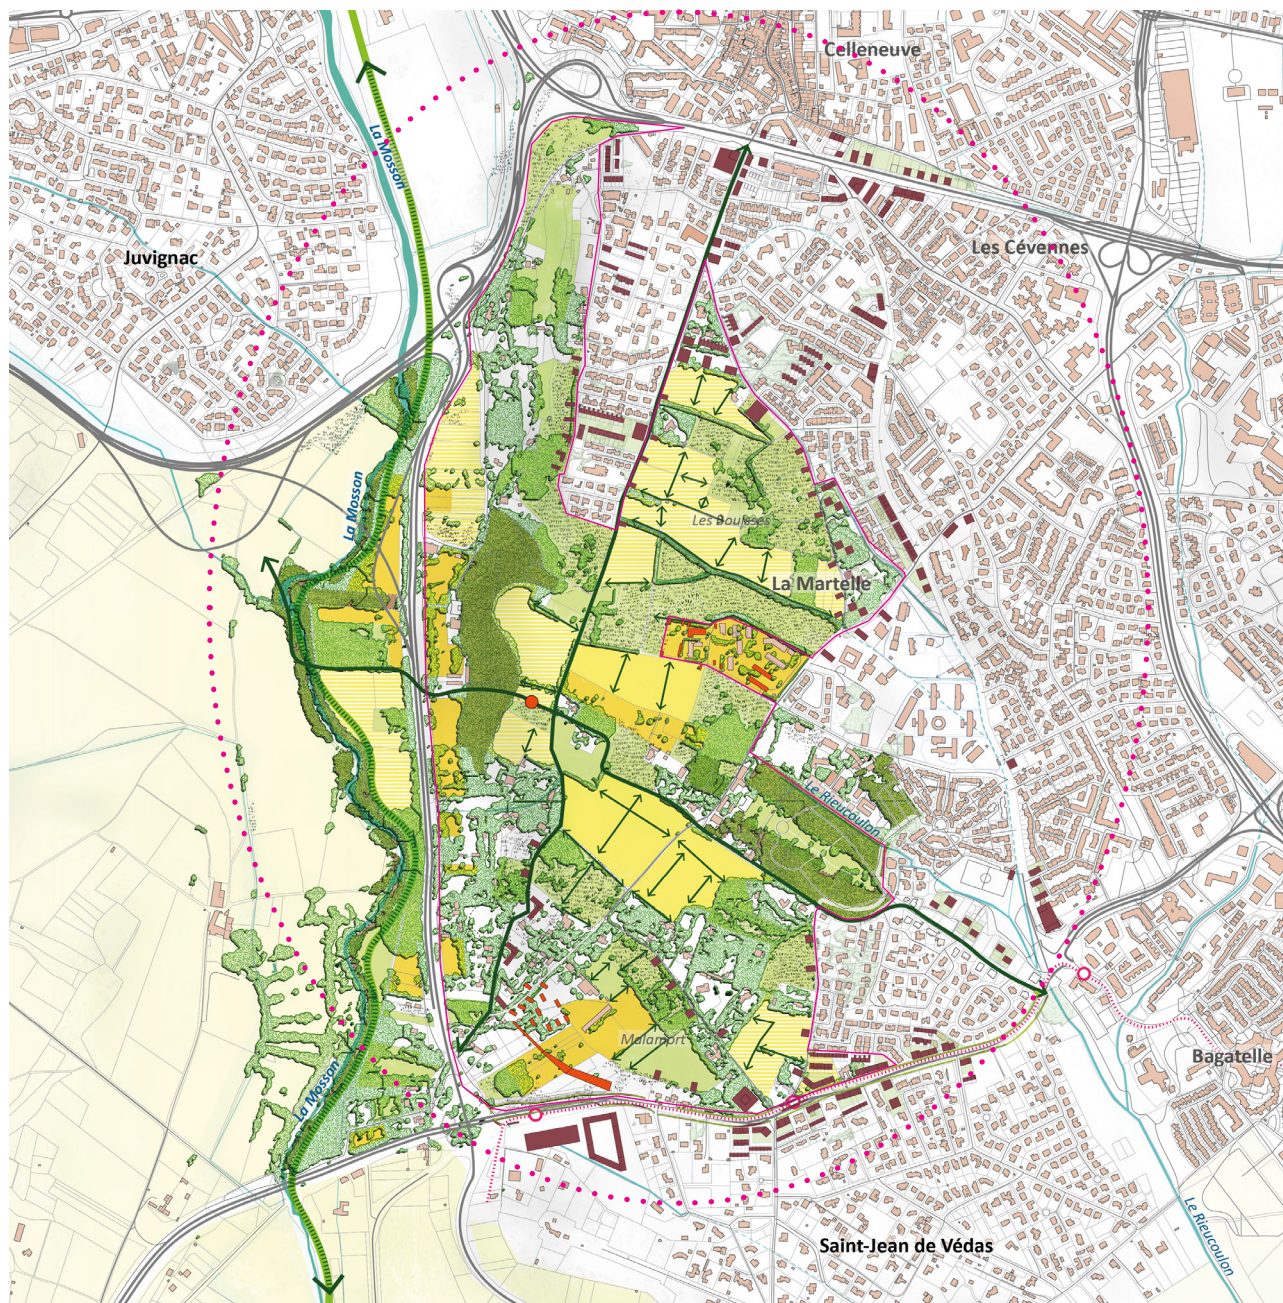 Celleneuve
La Mosson
Les Cévennes
Juvignac
La Mosson
Les Bouisses
La Martelle
Le Rieucoulon
Malamort
Bagatelle
La Mosson
Le Rieucoulon
Saint-Jean de Védas